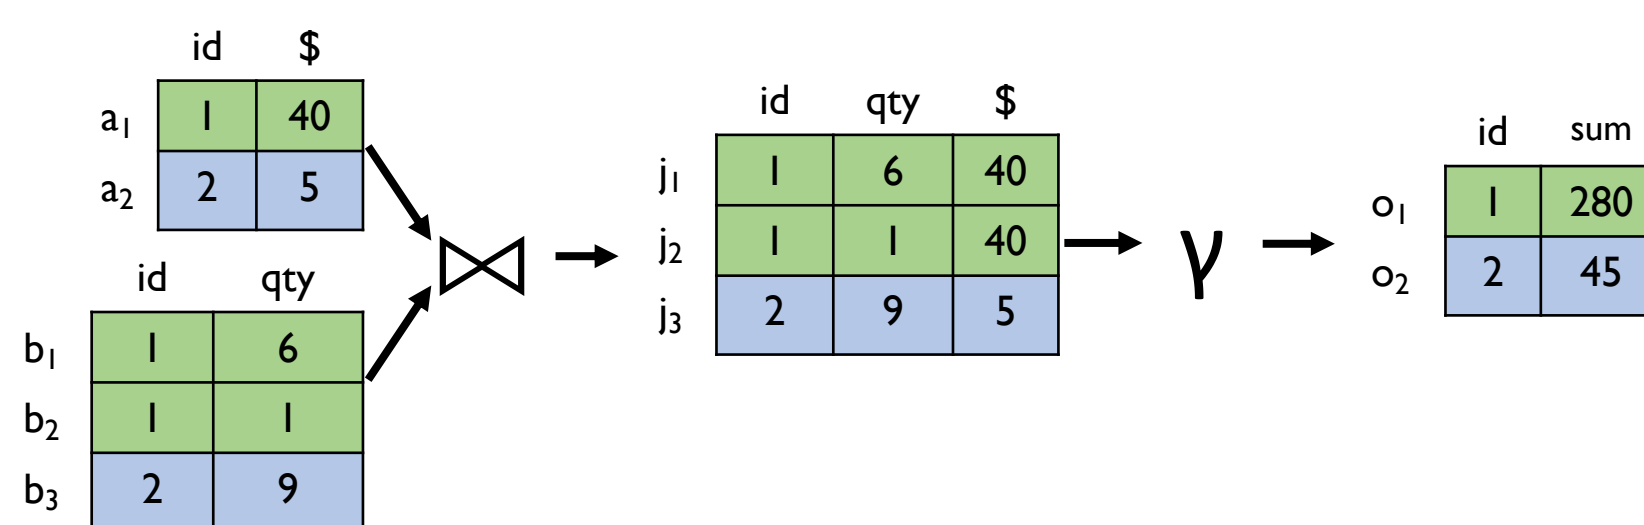 id $
a1 1 40
a2 2 5
id qty
b1 1 6
b2 1 1
b3 2 9
id qty $
j1 1 6 40
j2 1 1 40
j3 2 9 5
γ
id sum
o1 1 280
o2 2 45